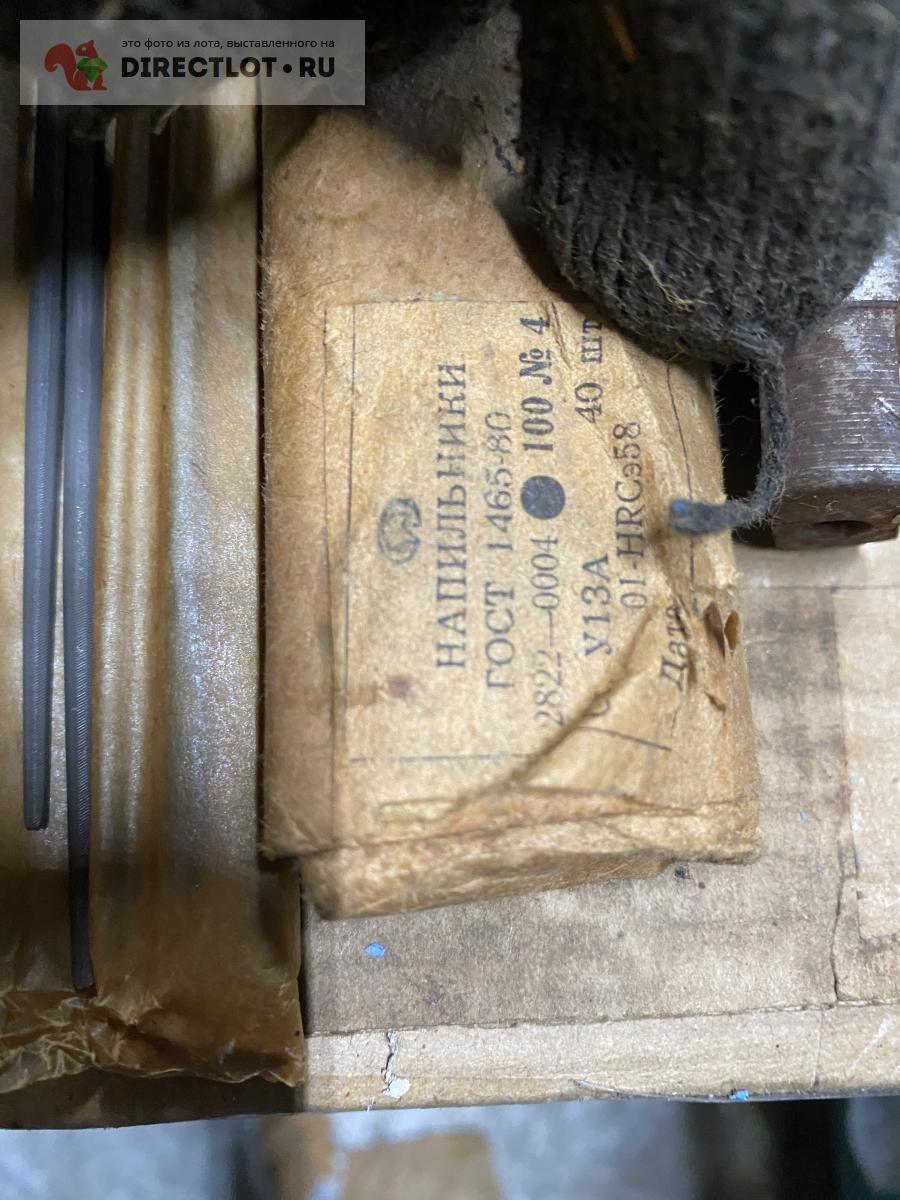 это фото из лота, выставленного на
DIRECTLOT.RU
НАПИЛЬНИКИ
ГОСТ 1465-80
2822—0004 ● 100 № 4
У13А 40 шт
01-HRCэ58
Дата